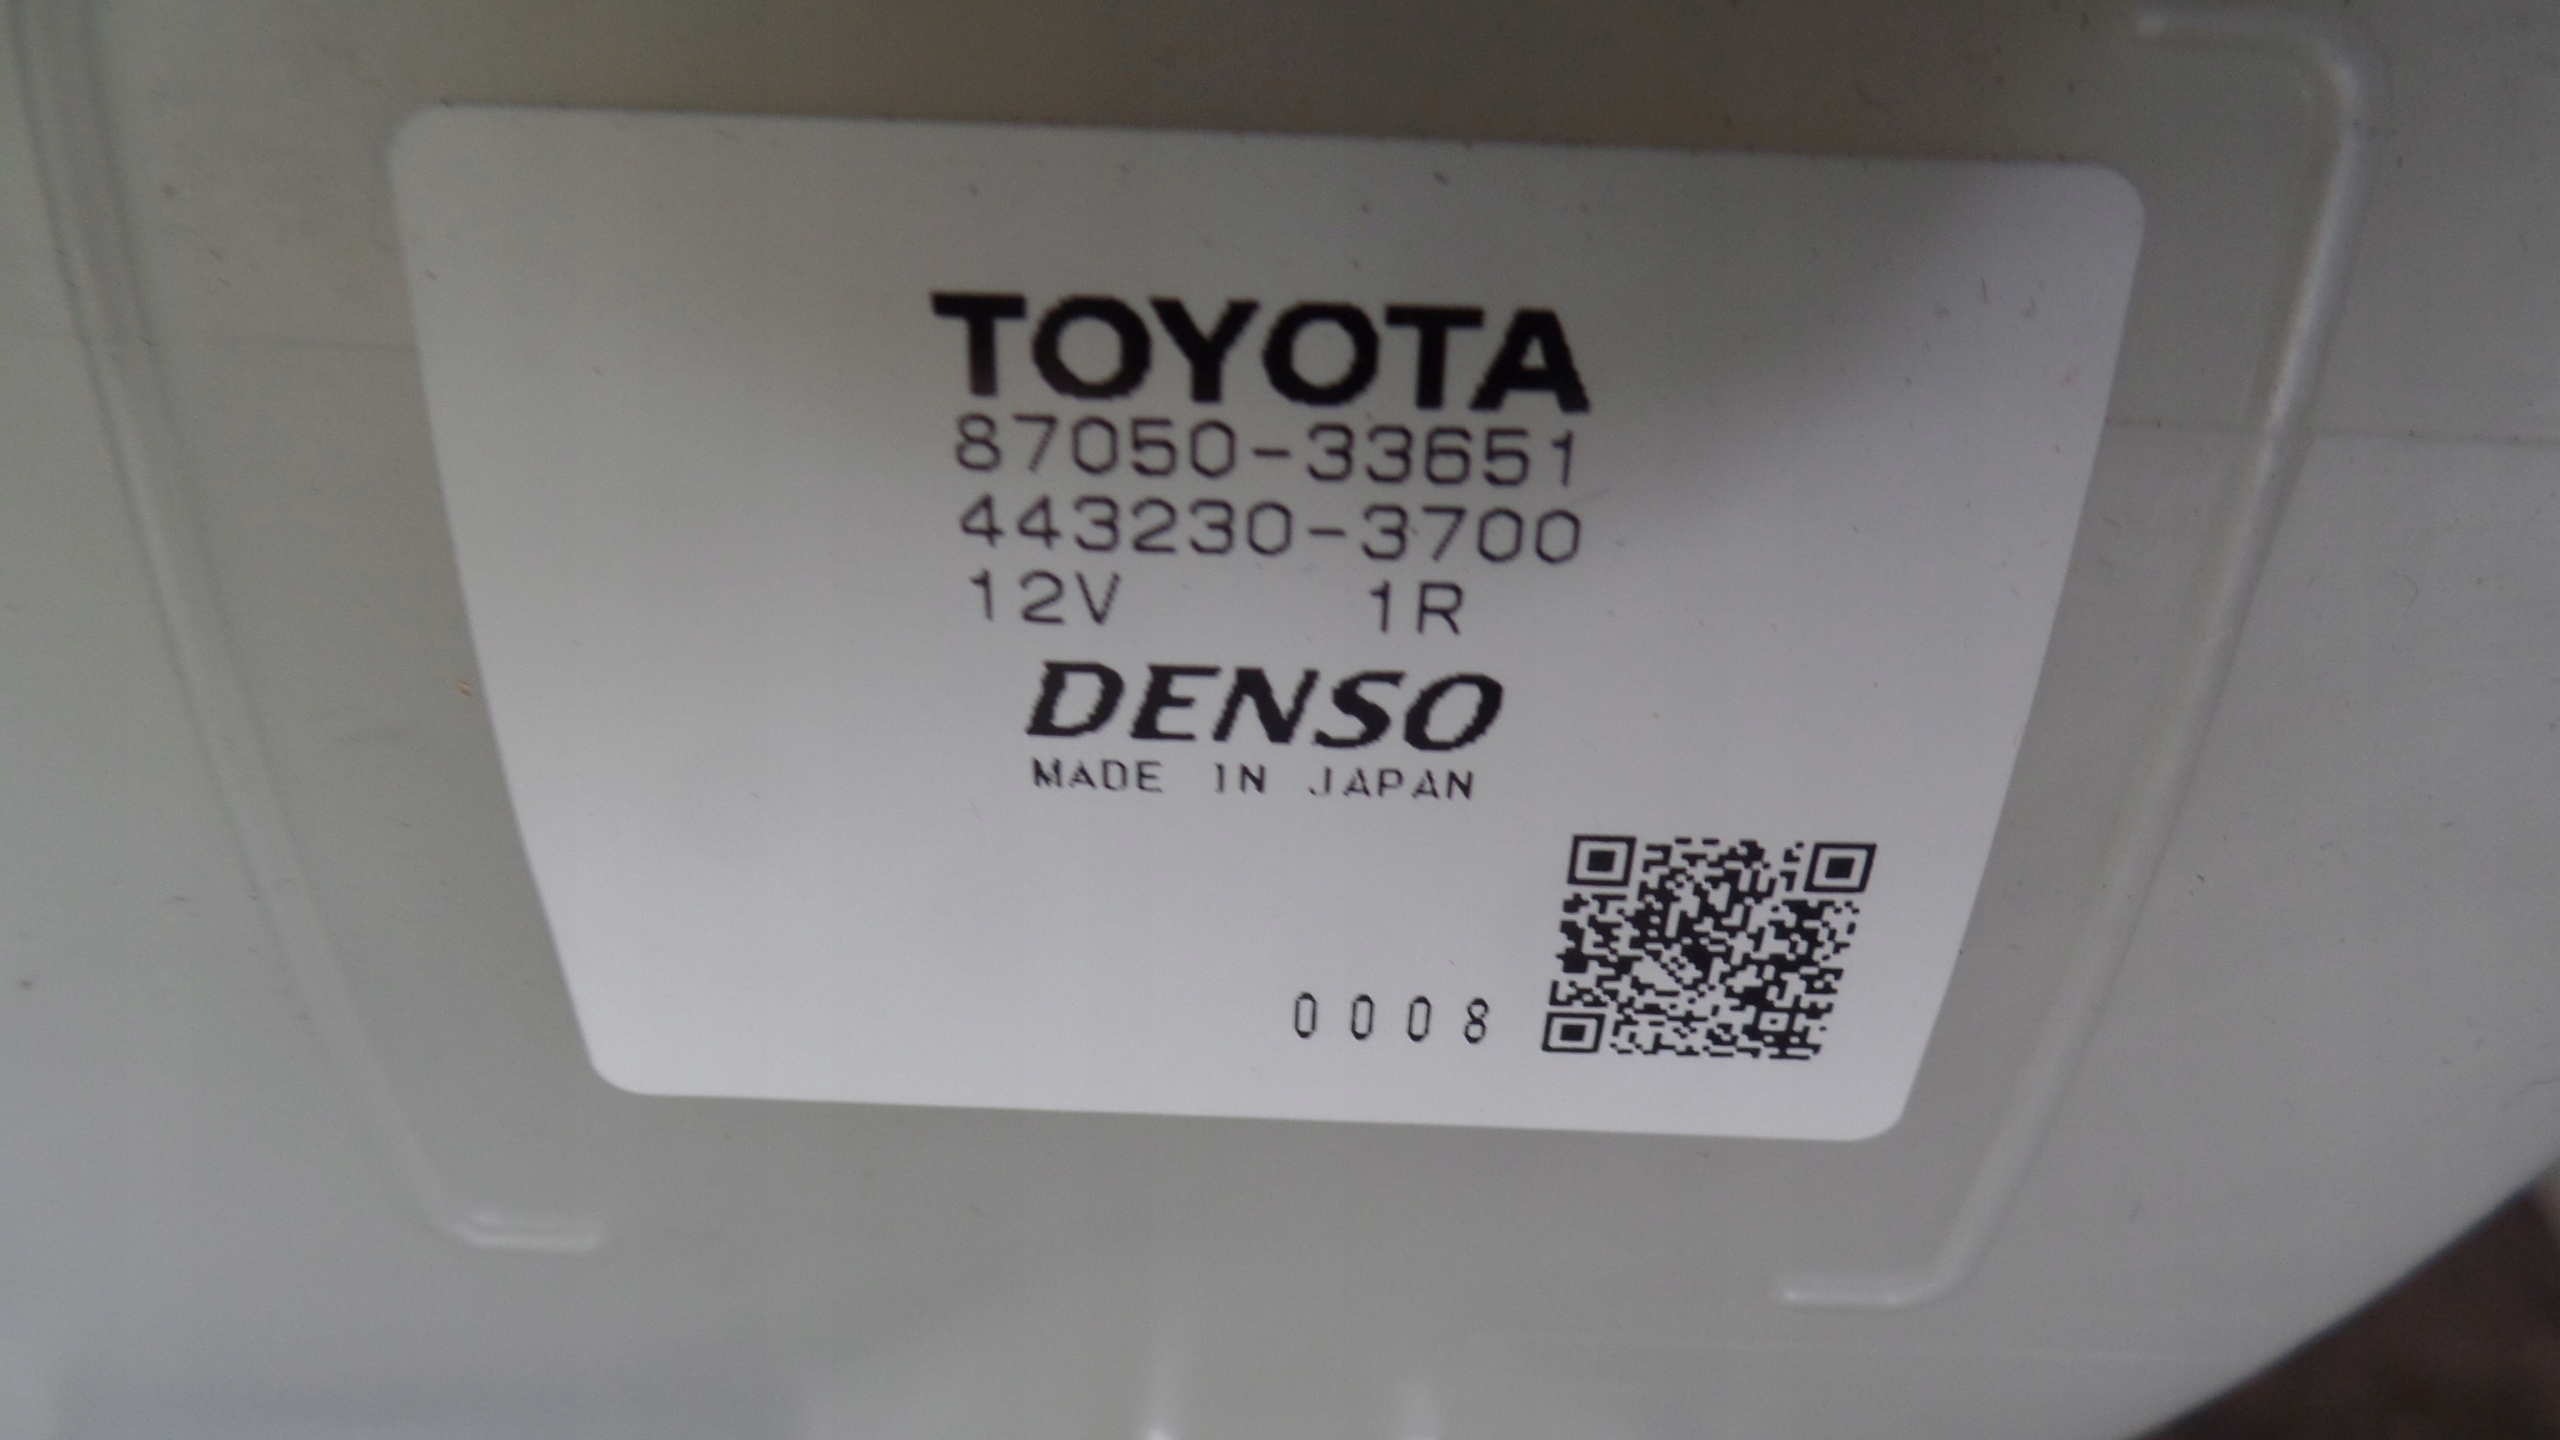 TOYOTA
87050-33651
443230-3700
12V 1R
DENSO
MADE IN JAPAN
0008